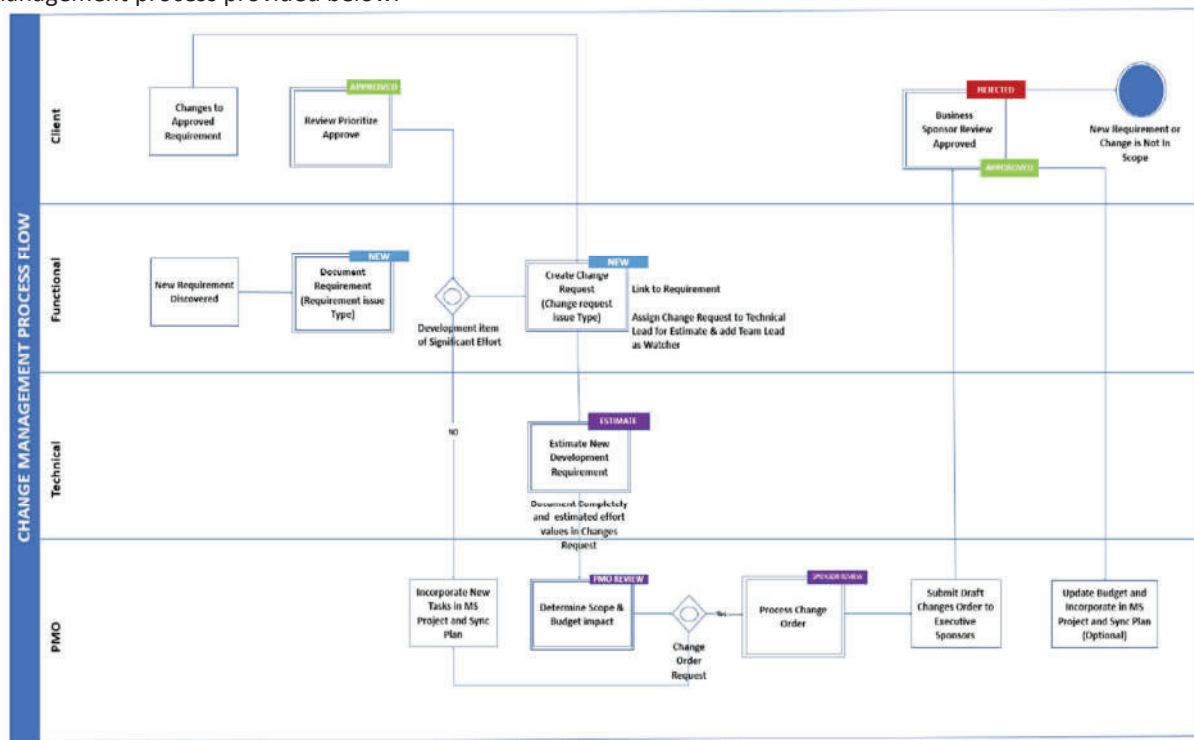 anagement process provided below:
CHANGE MANAGEMENT PROCESS FLOW
Client
Changes to
Approved
Requirement
APPROVED
Review Prioritize
Approve
REJECTED
Business
Sponsor Review
Approved
APPOROVED
New Requirement or
Change is Not In
Scope
Functional
New Requirement
Discovered
NEW
Document
Requirement
(Requirement issue
Type)
Development item
of Significant Effort
NEW
Create Change
Request
(Change request
issue Type)
Link to Requirement
Assign Change Request to Technical
Lead for Estimate & add Team Lead
as Watcher
Technical
NO
ESTIMATE
Estimate New
Development
Requirement
Document Completely
and estimated effort
values in Changes
Request
PMO
Incorporate New
Tasks in MS
Project and Sync
Plan
PMO REVIEW
Determine Scope &
Budget impact
Yes
Change
Order
Request
SPONSOR REVIEW
Process Change
Order
Submit Draft
Changes Order to
Executive
Sponsors
Update Budget and
Incorporate in MS
Project and Sync Plan
(Optional)